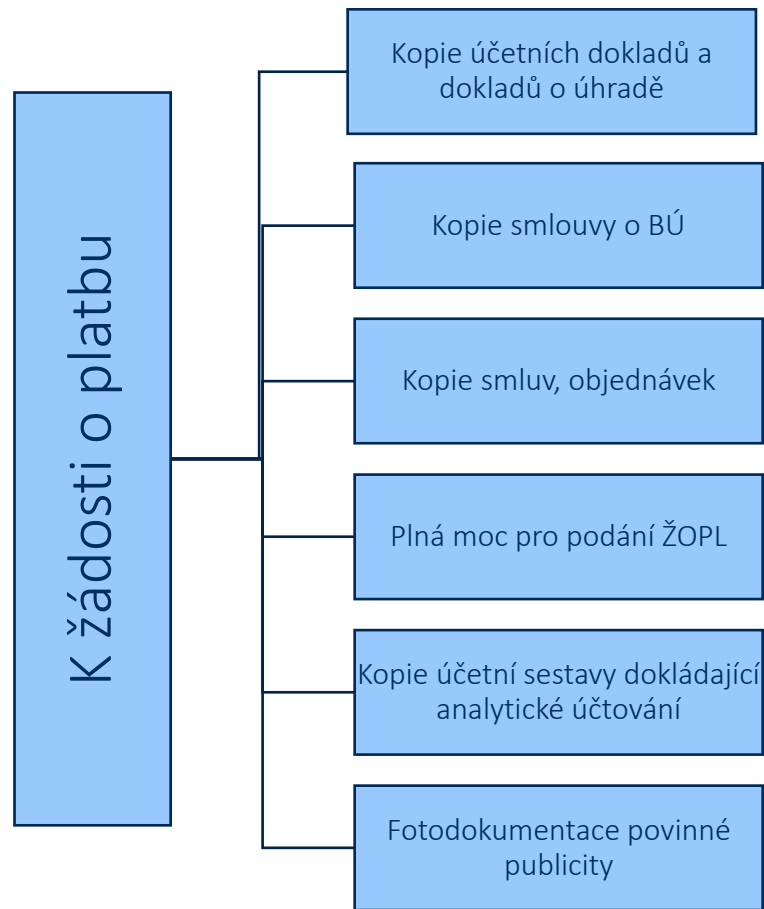 K žádosti o platbu
Kopie účetních dokladů a
dokladů o úhradě
Kopie smlouvy o BÚ
Kopie smluv, objednávek
Plná moc pro podání ŽOPL
Kopie účetní sestavy dokládající
analytické účtování
Fotodokumentace povinné
publicity